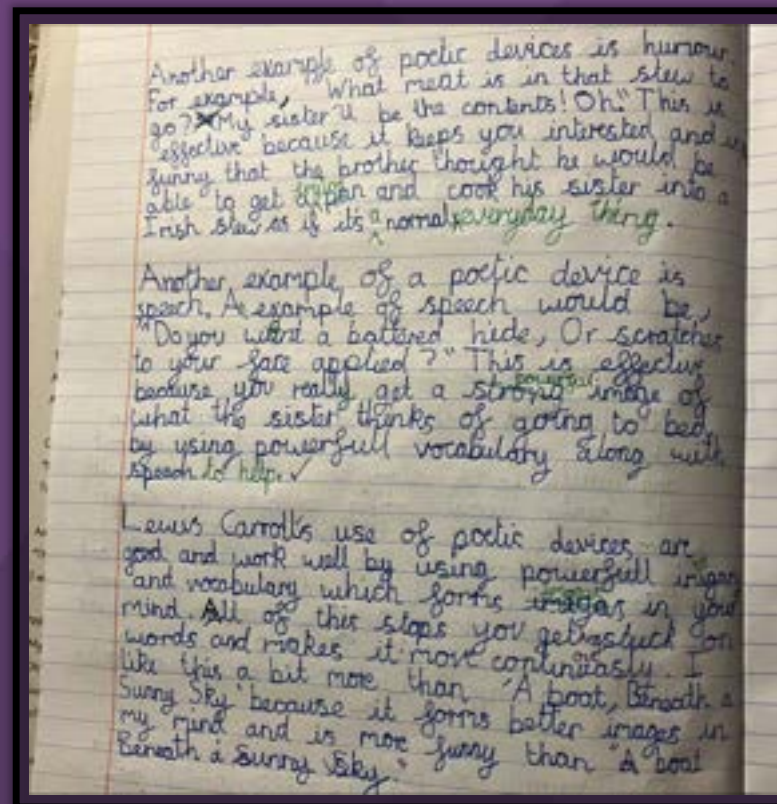 Another example of poetic devices is humour.
For example, "What meat is in that stew to
go? My sister'll be the contents! Oh." This is
effective because it keeps you interested and is
funny that the brother thought he would be
able to get a pan and cook his sister into a
Irish stew as if its a normal everyday thing.
Another example of a poetic device is
speech. A example of speech would be,
"Do you want a battered hide, Or scratches
to your face applied?" This is effective
because you really get a strong powerful image of
what the sister thinks of going to bed,
by using powerfull vocabulary along with
speech to help.
Lewis Carroll's use of poetic devices are
good and work well by using powerfull imigas
and vocabulary which forms imigas in your
mind. All of this stops you get stuck on
words and makes it move continuasly. I
like this a bit more than "A boat, Beneath a
Sunny Sky" because it forms better images in
my mind and is more funny than "A boat
Beneath a Sunny Sky."